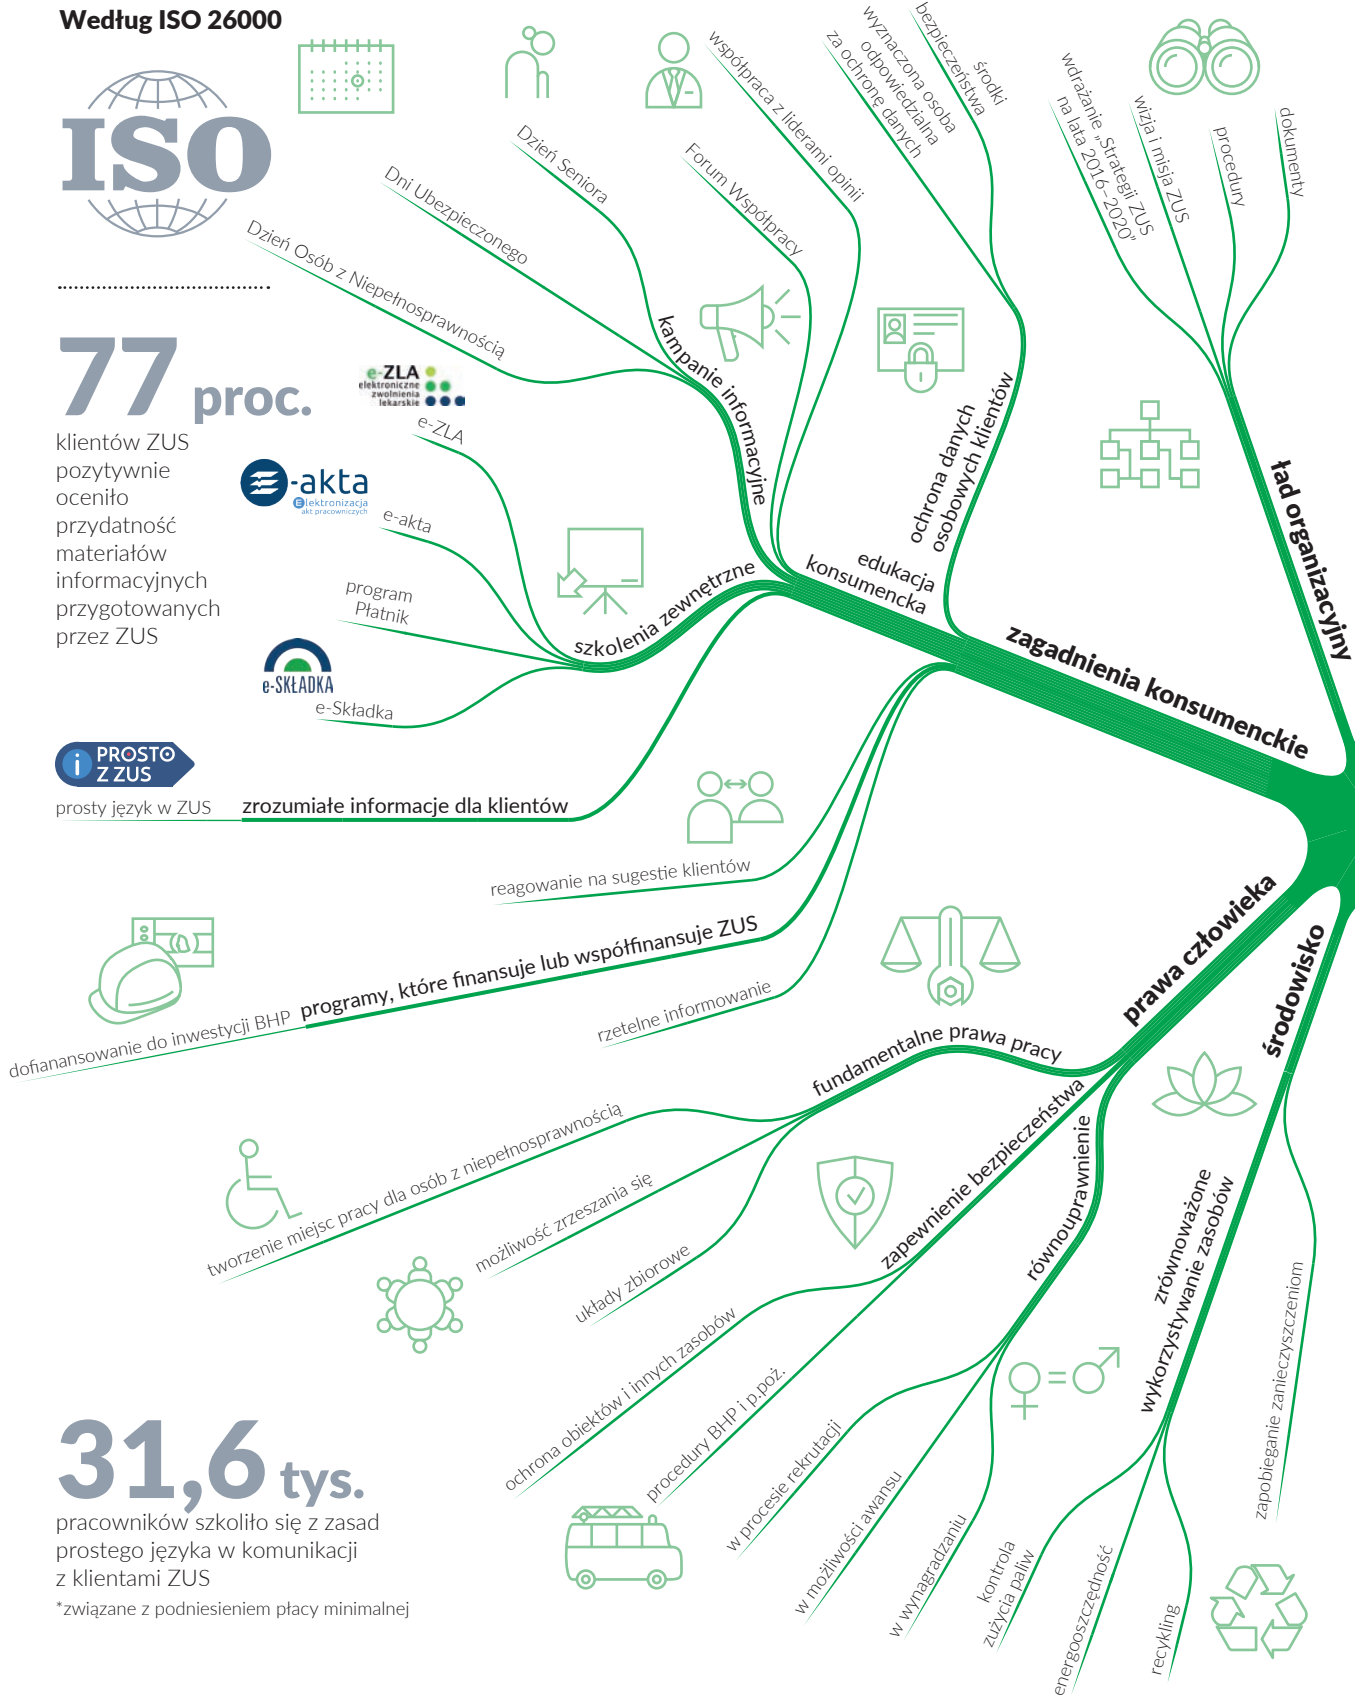 Według ISO 26000
ISO
77 proc.
klientów ZUS
pozytywnie
oceniło
przydatność
materiałów
informacyjnych
przygotowanych
przez ZUS
Dzień Osób z Niepełnosprawnością
Dni Ubezpieczonego
Dzień Seniora
kampanie informacyjne
Forum Współpracy
współpraca z liderami opinii
edukacja
konsumencka
wyznaczona osoba
odpowiedzialna
za ochronę danych
środki
bezpieczeństwa
ochrona danych
osobowych klientów
wdrażanie „Strategii ZUS
na lata 2016–2020”
wizja i misja ZUS
procedury
dokumenty
ład organizacyjny
zagadnienia konsumenckie
e-ZLA
elektroniczne
zwolnienia
lekarskie
e-ZLA
e-akta
Elektronizacja
akt pracowniczych
e-akta
program
Płatnik
e-SKŁADKA
e-Składka
szkolenia zewnętrzne
i PROSTO
Z ZUS
prosty język w ZUS
zrozumiałe informacje dla klientów
reagowanie na sugestie klientów
programy, które finansuje lub współfinansuje ZUS
dofianansowanie do inwestycji BHP
rzetelne informowanie
prawa człowieka
fundamentalne prawa pracy
tworzenie miejsc pracy dla osób z niepełnosprawnością
możliwość zrzeszania się
układy zbiorowe
zapewnienie bezpieczeństwa
ochrona obiektów i innych zasobów
procedury BHP i p.poż.
równouprawnienie
w procesie rekrutacji
w możliwości awansu
w wynagradzaniu
środowisko
zrównoważone
wykorzystywanie zasobów
kontrola
zużycia paliw
energooszczędność
recykling
zapobieganie zanieczyszczeniom
31,6 tys.
pracowników szkoliło się z zasad
prostego języka w komunikacji
z klientami ZUS
*związane z podniesieniem płacy minimalnej